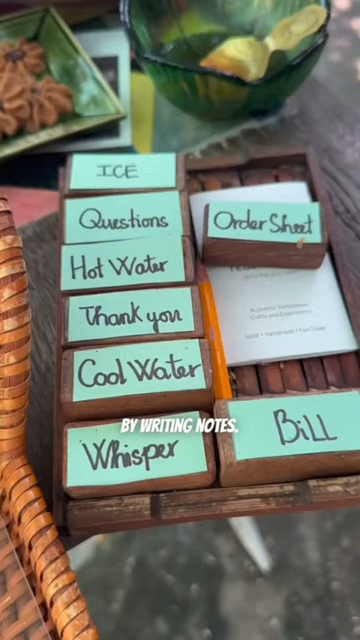 ICE
Questions
Order Sheet
Hot Water
Thank you
Authentic Vietnamese
Crafts and Experiences
Local • Handmade • Fair Trade
Cool Water
BY WRITING NOTES.
Whisper
BiLL